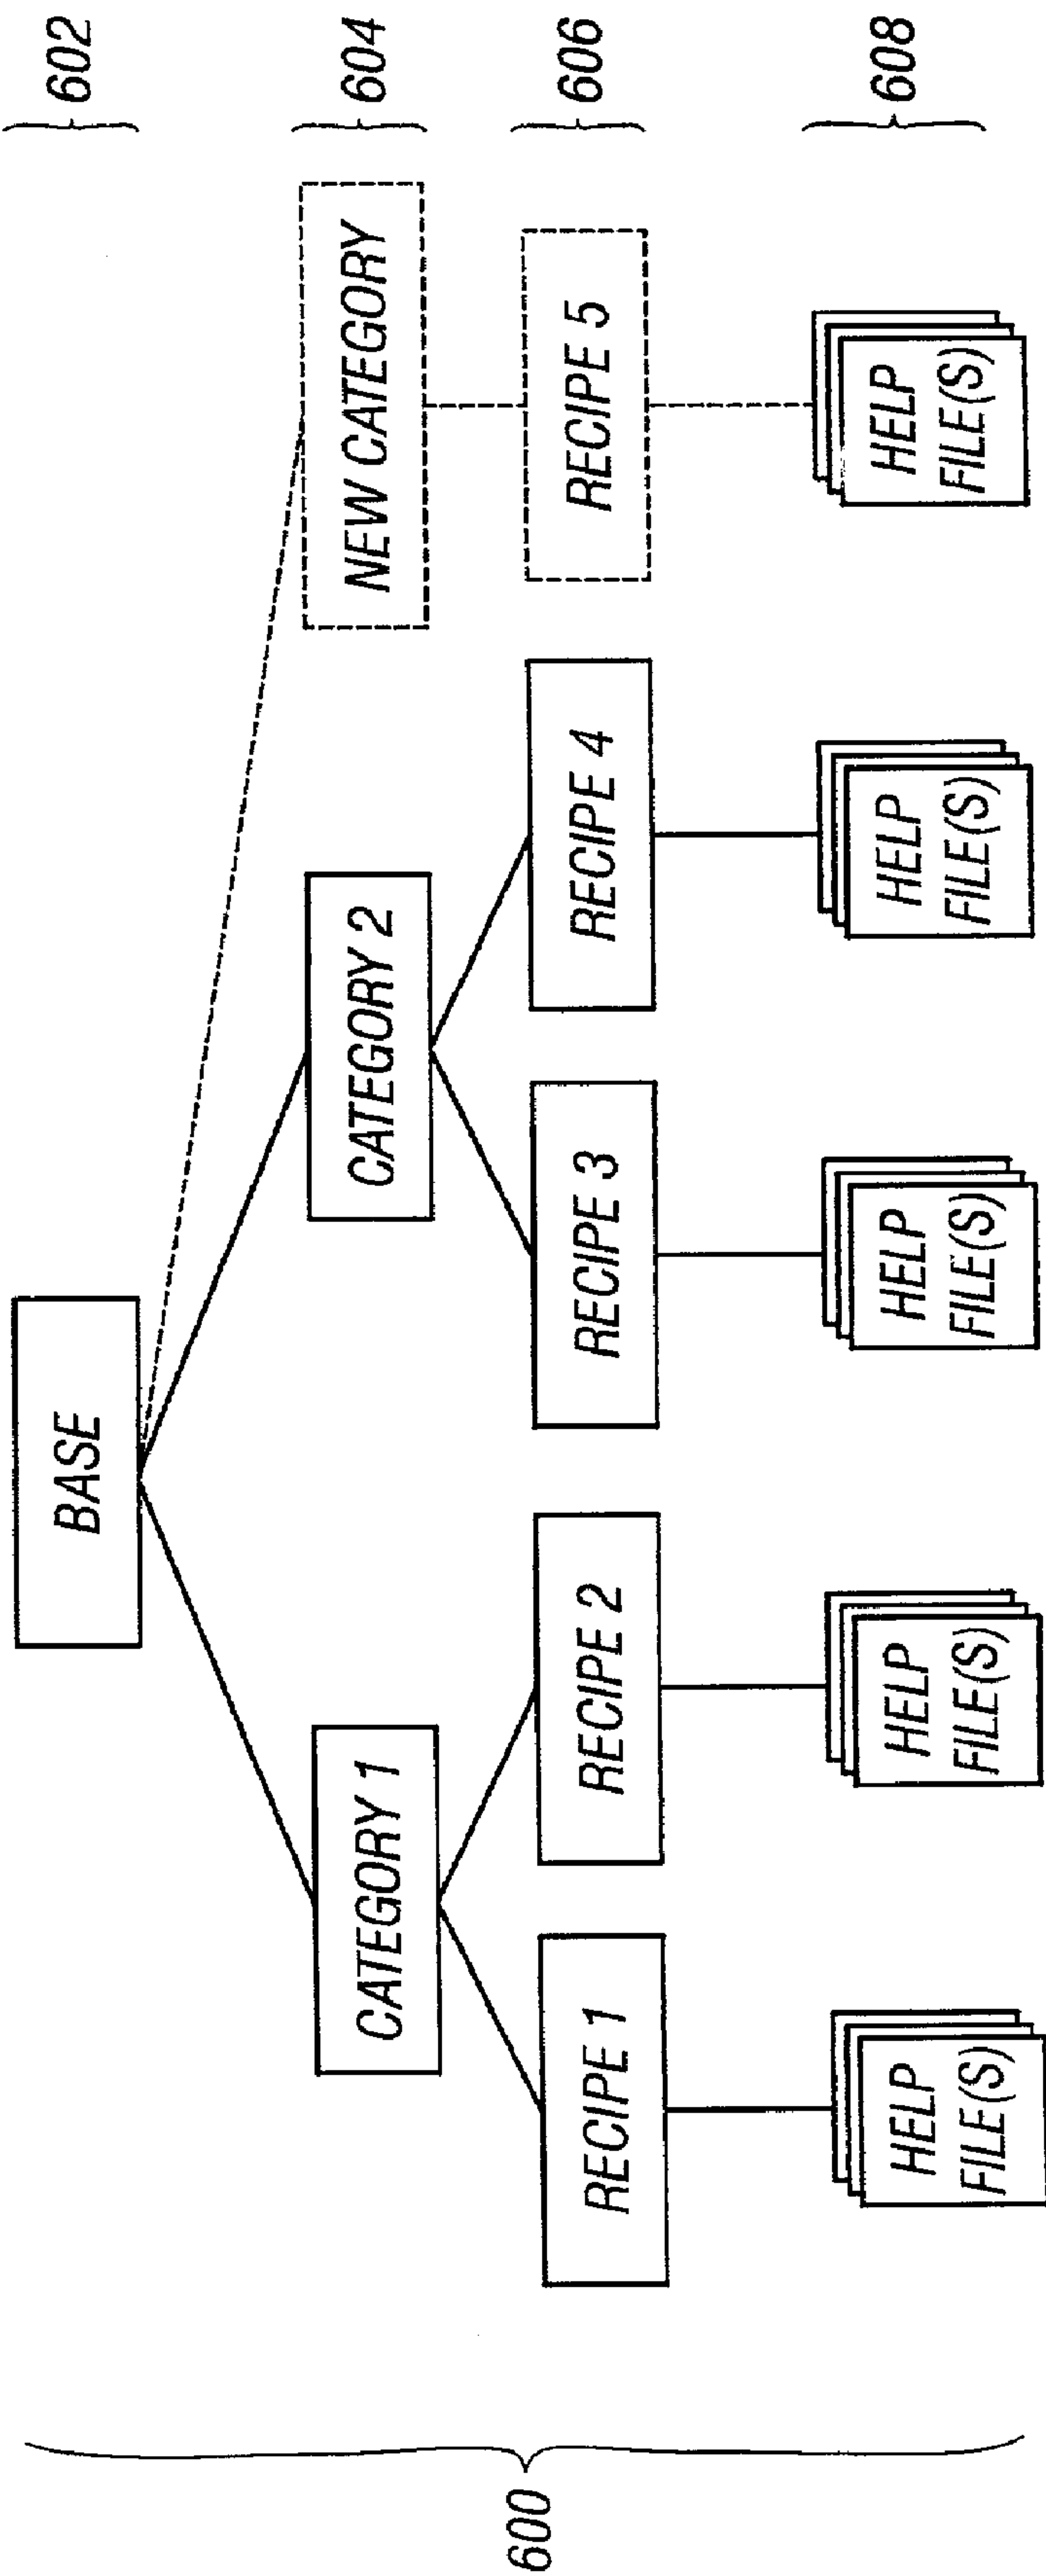 BASE
602
CATEGORY 1
CATEGORY 2
NEW CATEGORY
604
RECIPE 1
RECIPE 2
RECIPE 3
RECIPE 4
RECIPE 5
606
600
HELP
FILE(S)
HELP
FILE(S)
HELP
FILE(S)
HELP
FILE(S)
HELP
FILE(S)
608